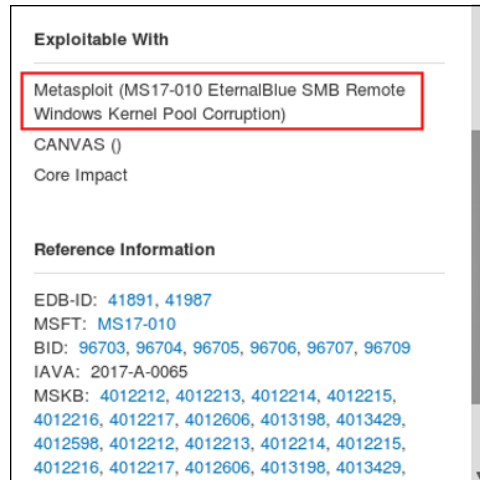 Exploitable With
Metasploit (MS17-010 EternalBlue SMB Remote
Windows Kernel Pool Corruption)
CANVAS ()
Core Impact
Reference Information
EDB-ID: 41891, 41987
MSFT: MS17-010
BID: 96703, 96704, 96705, 96706, 96707, 96709
IAVA: 2017-A-0065
MSKB: 4012212, 4012213, 4012214, 4012215,
4012216, 4012217, 4012606, 4013198, 4013429,
4012598, 4012212, 4012213, 4012214, 4012215,
4012216, 4012217, 4012606, 4013198, 4013429,